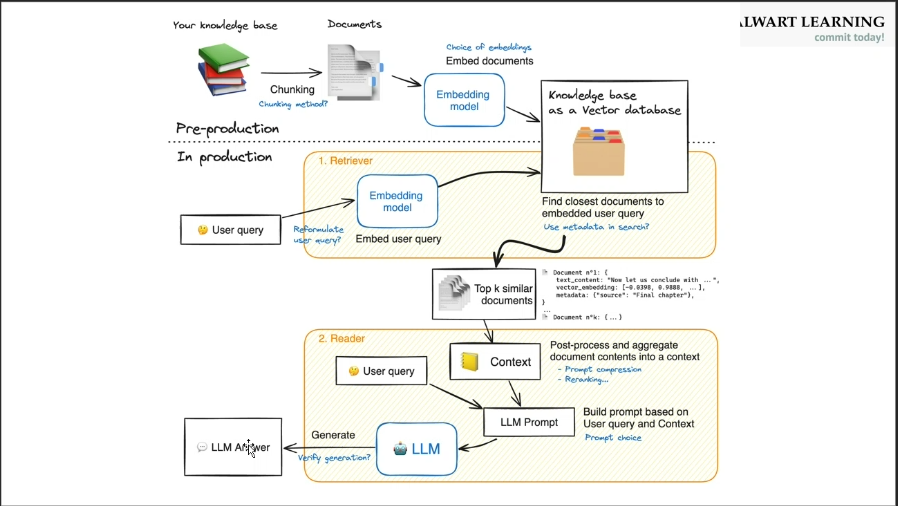 ALWART LEARNING
commit today!
Your knowledge base
Documents
Choice of embeddings
Embed documents
Chunking
Chunking method?
Embedding
model
Knowledge base
as a Vector database
Pre-production
In production
1. Retriever
Embedding
model
🤔 User query
Reformulate
user query?
Embed user query
Find closest documents to
embedded user query
Use metadata in search?
Top k similar
documents
Document n°1: {
text_content: "Now let us conclude with ...",
vector_embedding: [-0.0398, 0.9888, ...],
metadata: {"source": "Final chapter"},
}
...
Document n°k: {...}
2. Reader
🤔 User query
Context
Post-process and aggregate
document contents into a context
- Prompt compression
- Reranking...
LLM Prompt
Build prompt based on
User query and Context
Prompt choice
LLM
Generate
Verify generation?
LLM Answer